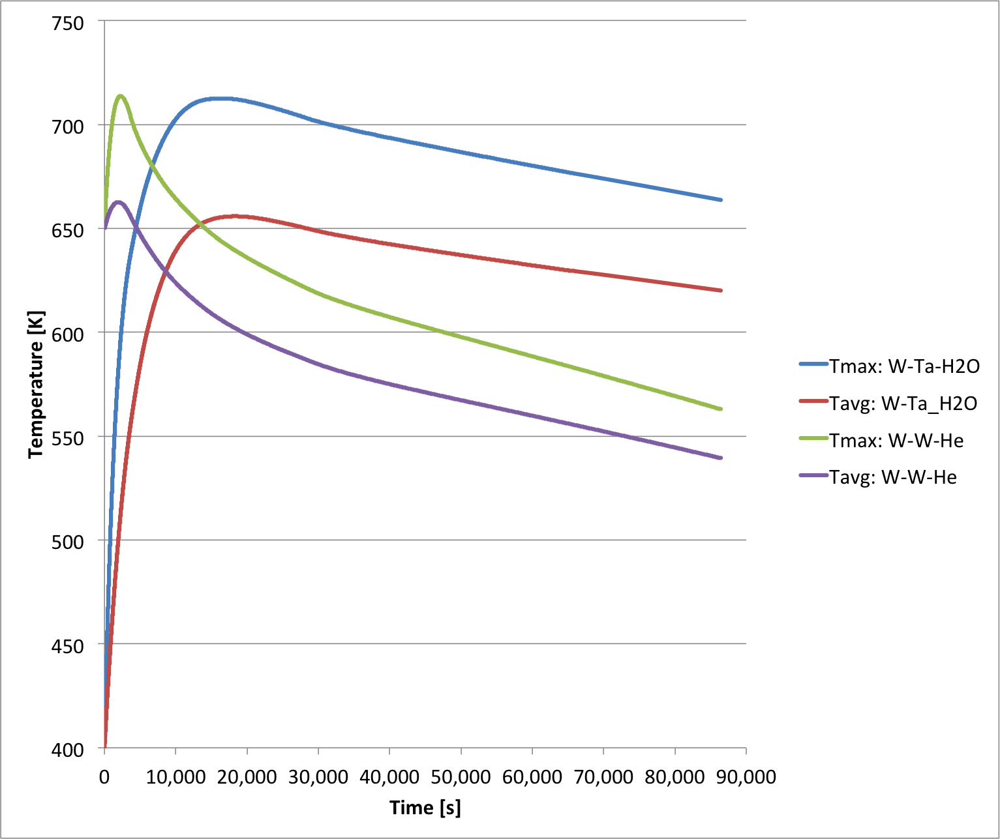 750
700
650
600
550
500
450
400
Temperature [K]
0 10,000 20,000 30,000 40,000 50,000 60,000 70,000 80,000 90,000
Time [s]
Tmax: W-Ta-H2O
Tavg: W-Ta_H2O
Tmax: W-W-He
Tavg: W-W-He